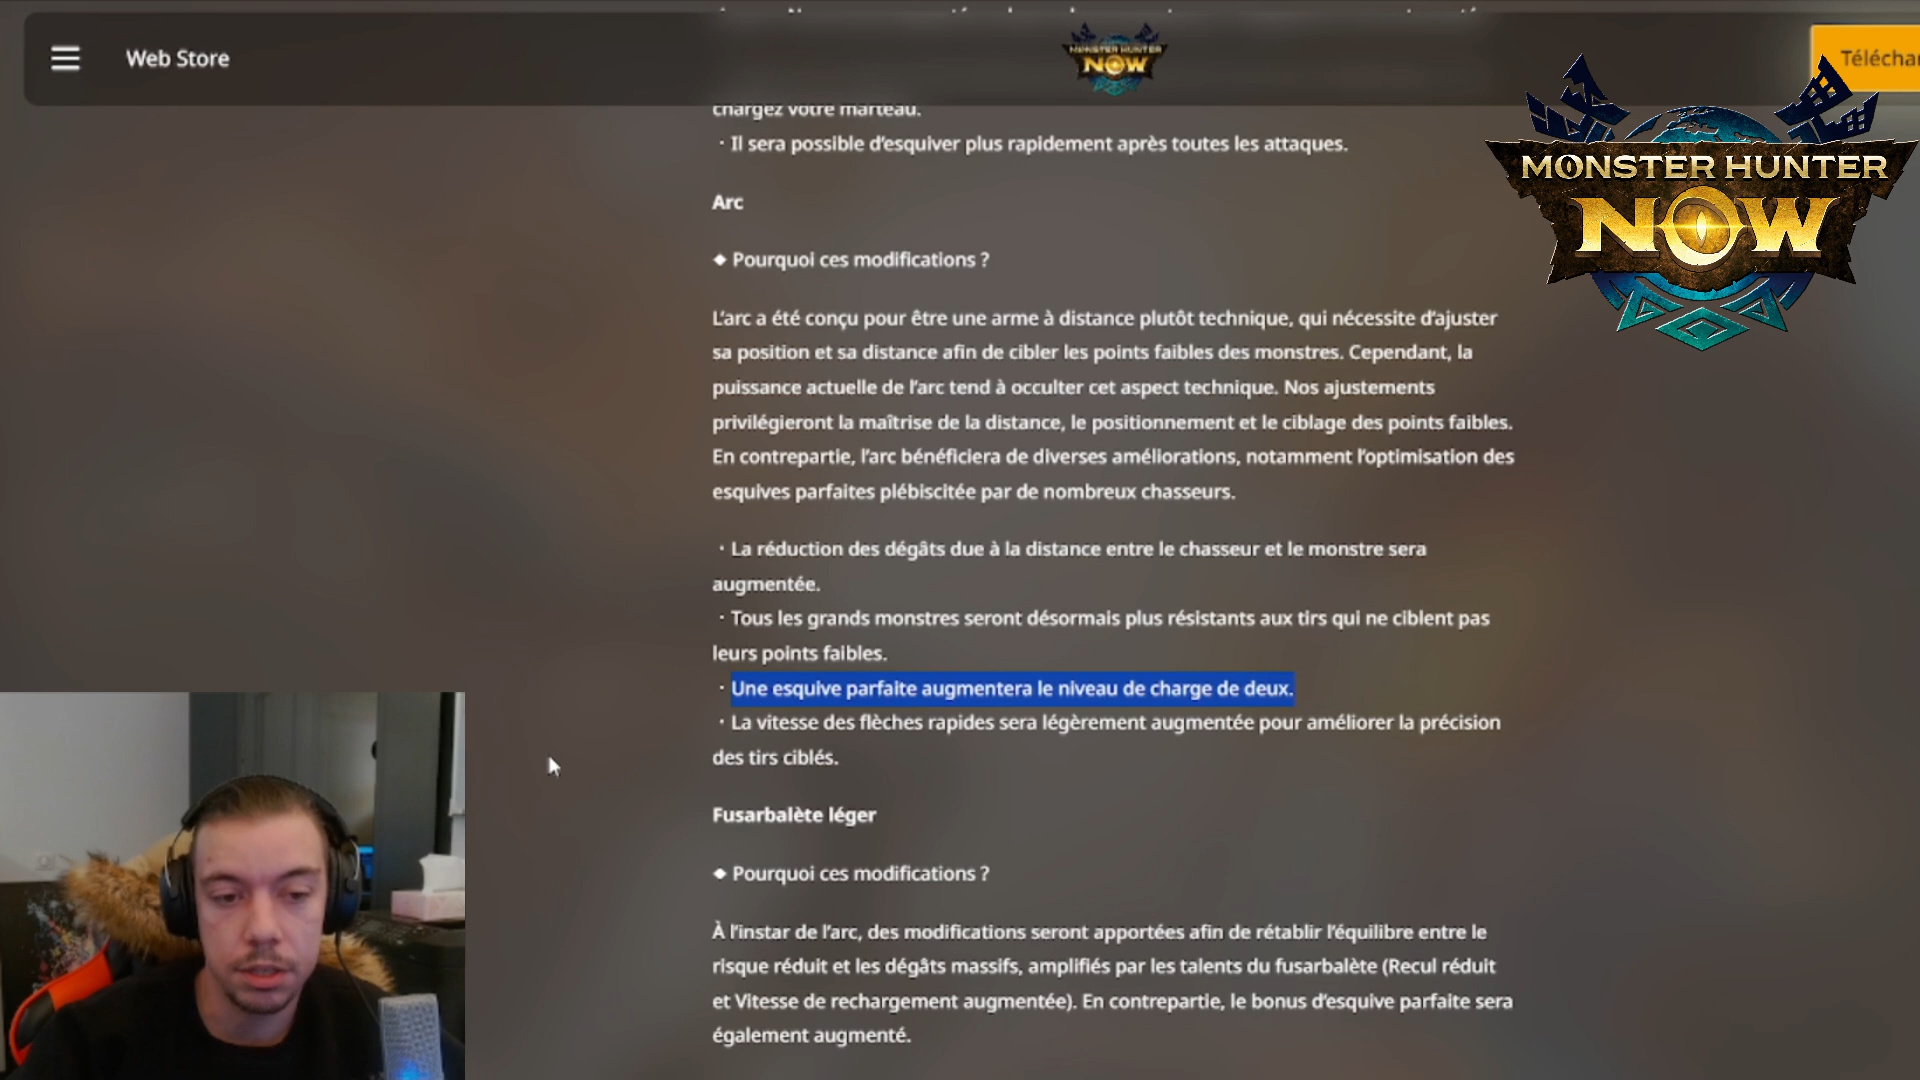 Web Store
MONSTER HUNTER
NOW
Téléchar
MONSTER HUNTER
NOW
chargez votre marteau.
· Il sera possible d'esquiver plus rapidement après toutes les attaques.
Arc
◆ Pourquoi ces modifications ?
L'arc a été conçu pour être une arme à distance plutôt technique, qui nécessite d'ajuster
sa position et sa distance afin de cibler les points faibles des monstres. Cependant, la
puissance actuelle de l'arc tend à occulter cet aspect technique. Nos ajustements
privilégieront la maîtrise de la distance, le positionnement et le ciblage des points faibles.
En contrepartie, l'arc bénéficiera de diverses améliorations, notamment l'optimisation des
esquives parfaites plébiscitée par de nombreux chasseurs.
· La réduction des dégâts due à la distance entre le chasseur et le monstre sera
augmentée.
· Tous les grands monstres seront désormais plus résistants aux tirs qui ne ciblent pas
leurs points faibles.
· Une esquive parfaite augmentera le niveau de charge de deux.
· La vitesse des flèches rapides sera légèrement augmentée pour améliorer la précision
des tirs ciblés.
Fusarbalète léger
◆ Pourquoi ces modifications ?
À l'instar de l'arc, des modifications seront apportées afin de rétablir l'équilibre entre le
risque réduit et les dégâts massifs, amplifiés par les talents du fusarbalète (Recul réduit
et Vitesse de rechargement augmentée). En contrepartie, le bonus d'esquive parfaite sera
également augmenté.